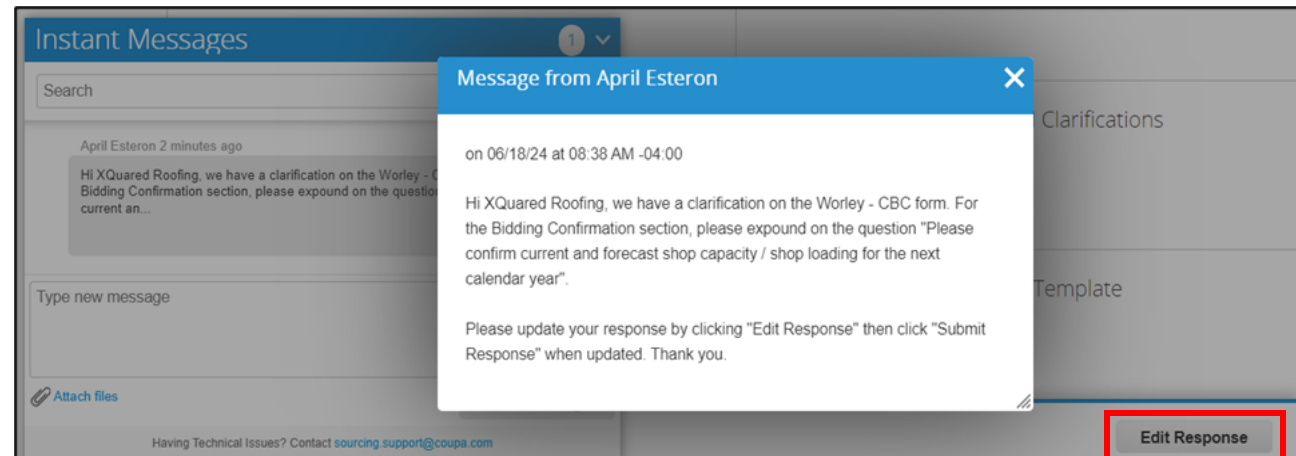 Instant Messages
1
Search
April Esteron 2 minutes ago
Hi XQuared Roofing, we have a clarification on the Worley -
Bidding Confirmation section, please expound on the
current an...
Type new message
Attach files
Having Technical Issues? Contact sourcing.support@coupa.com
Message from April Esteron
on 06/18/24 at 08:38 AM -04:00
Hi XQuared Roofing, we have a clarification on the Worley - CBC form. For
the Bidding Confirmation section, please expound on the question "Please
confirm current and forecast shop capacity / shop loading for the next
calendar year".
Please update your response by clicking "Edit Response" then click "Submit
Response" when updated. Thank you.
Clarifications
Template
Edit Response